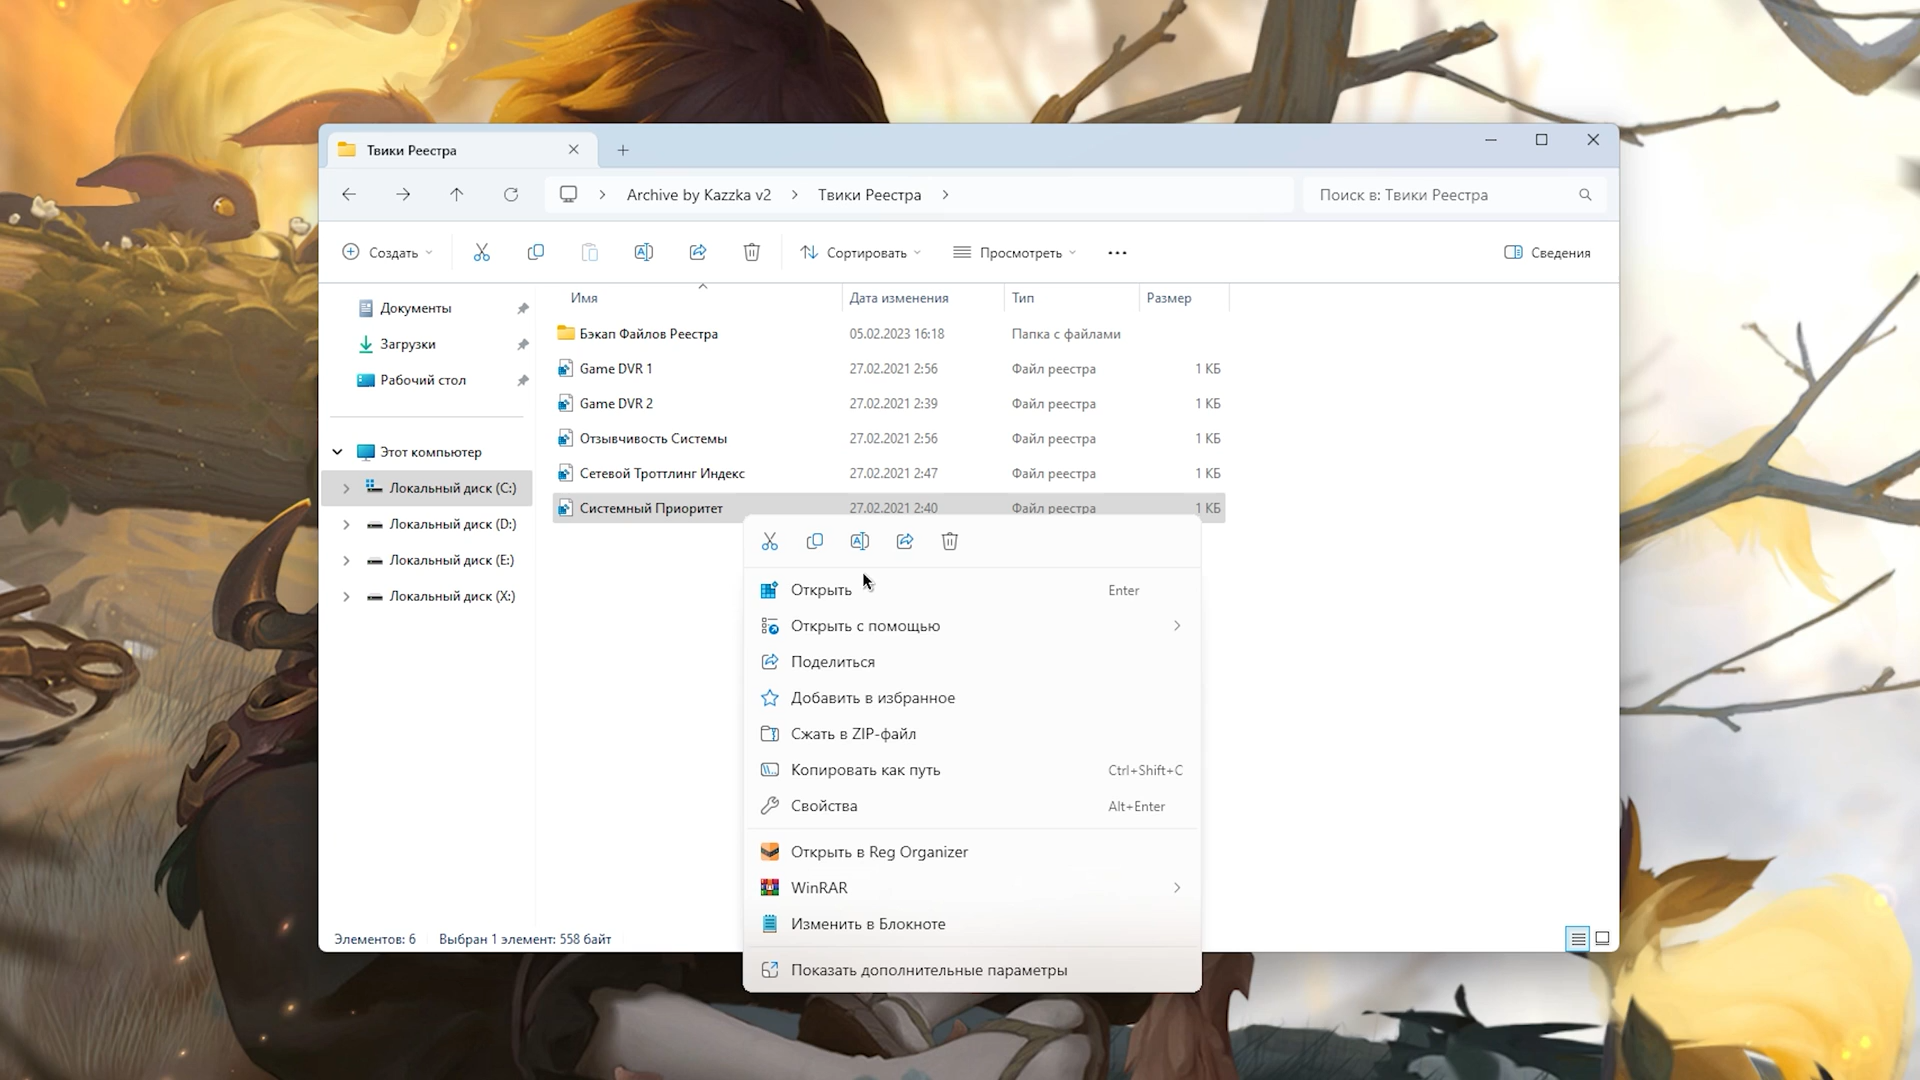 Твики Реестра
Archive by Kazzka v2
Твики Реестра
Поиск в: Твики Реестра
Создать
Сортировать
Просмотреть
Сведения
Документы
Загрузки
Рабочий стол
Этот компьютер
Локальный диск (C:)
Локальный диск (D:)
Локальный диск (E:)
Локальный диск (X:)
Имя Дата изменения Тип Размер
Бэкап Файлов Реестра 05.02.2023 16:18 Папка с файлами
Game DVR 1 27.02.2021 2:56 Файл реестра 1 КБ
Game DVR 2 27.02.2021 2:39 Файл реестра 1 КБ
Отзывчивость Системы 27.02.2021 2:56 Файл реестра 1 КБ
Сетевой Троттлинг Индекс 27.02.2021 2:47 Файл реестра 1 КБ
Системный Приоритет 27.02.2021 2:40 Файл реестра 1 КБ
Открыть Enter
Открыть с помощью
Поделиться
Добавить в избранное
Сжать в ZIP-файл
Копировать как путь Ctrl+Shift+C
Свойства Alt+Enter
Открыть в Reg Organizer
WinRAR
Изменить в Блокноте
Показать дополнительные параметры
Элементов: 6 Выбран 1 элемент: 558 байт